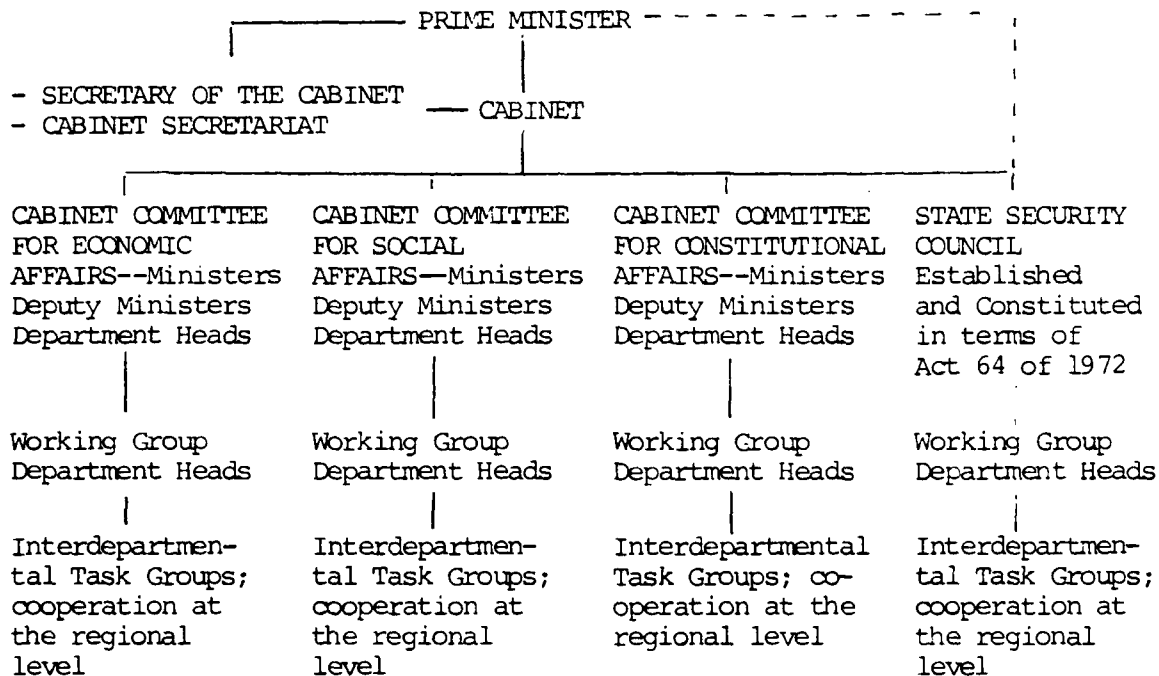 PRIME MINISTER
- SECRETARY OF THE CABINET
- CABINET SECRETARIAT
CABINET
CABINET COMMITTEE
FOR ECONOMIC
AFFAIRS--Ministers
Deputy Ministers
Department Heads
Working Group
Department Heads
Interdepartmen-
tal Task Groups;
cooperation at
the regional
level
CABINET COMMITTEE
FOR SOCIAL
AFFAIRS--Ministers
Deputy Ministers
Department Heads
Working Group
Department Heads
Interdepartmen-
tal Task Groups;
cooperation at
the regional
level
CABINET COMMITTEE
FOR CONSTITUTIONAL
AFFAIRS--Ministers
Deputy Ministers
Department Heads
Working Group
Department Heads
Interdepartmental
Task Groups; co-
operation at the
regional level
STATE SECURITY
COUNCIL
Established
and Constituted
in terms of
Act 64 of 1972
Working Group
Department Heads
Interdepartmen-
tal Task Groups;
cooperation at
the regional
level